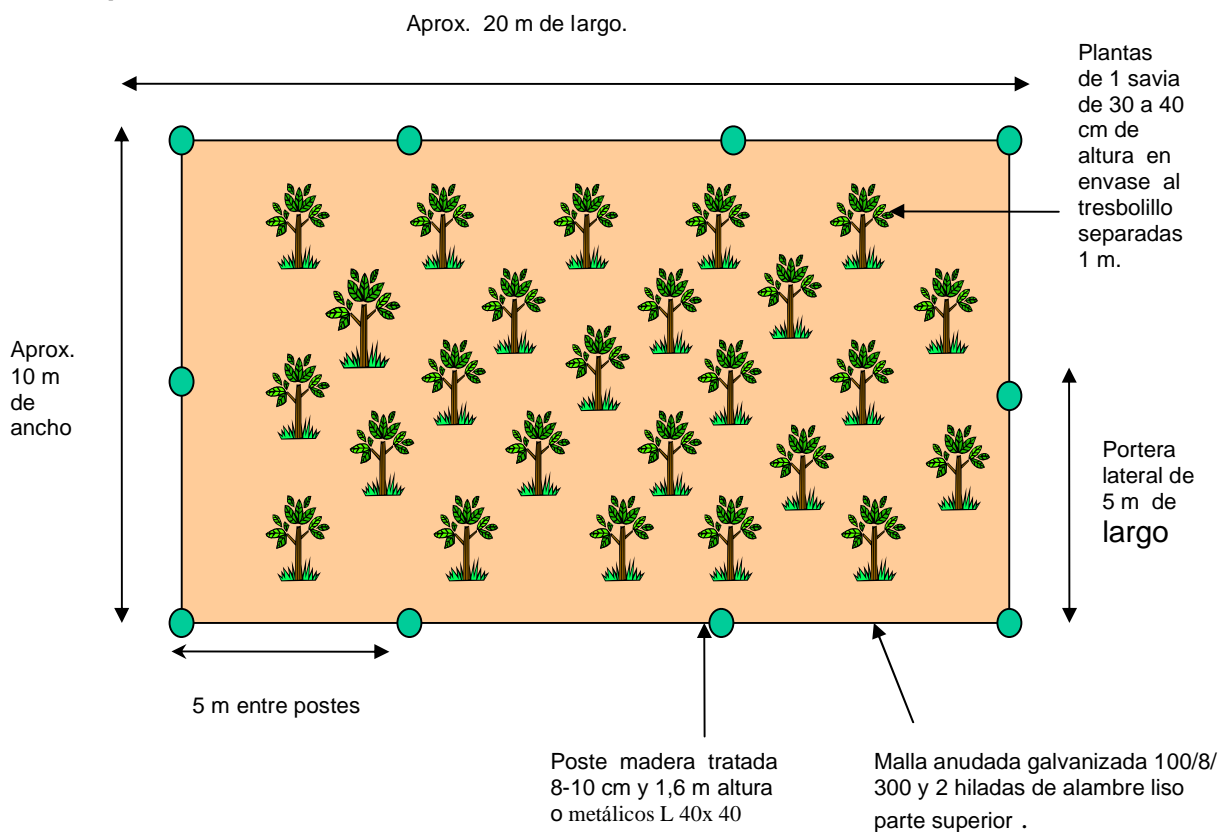 Aprox. 20 m de largo.
Plantas
de 1 savia
de 30 a 40
cm de
altura en
envase al
tresbolillo
separadas
1 m.
Aprox.
10 m
de
ancho
Portera
lateral de
5 m de
largo
5 m entre postes
Poste madera tratada
8-10 cm y 1,6 m altura
o metálicos L 40x 40
Malla anudada galvanizada 100/8/
300 y 2 hiladas de alambre liso
parte superior .